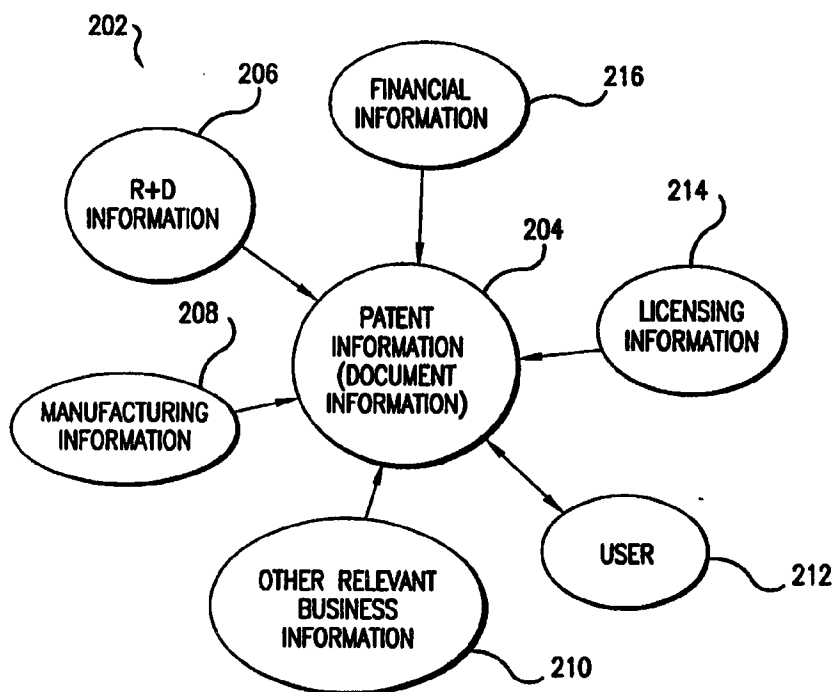 202
206
FINANCIAL
INFORMATION
216
R+D
INFORMATION
214
204
LICENSING
INFORMATION
PATENT
INFORMATION
(DOCUMENT
INFORMATION)
208
MANUFACTURING
INFORMATION
USER
212
OTHER RELEVANT
BUSINESS
INFORMATION
210